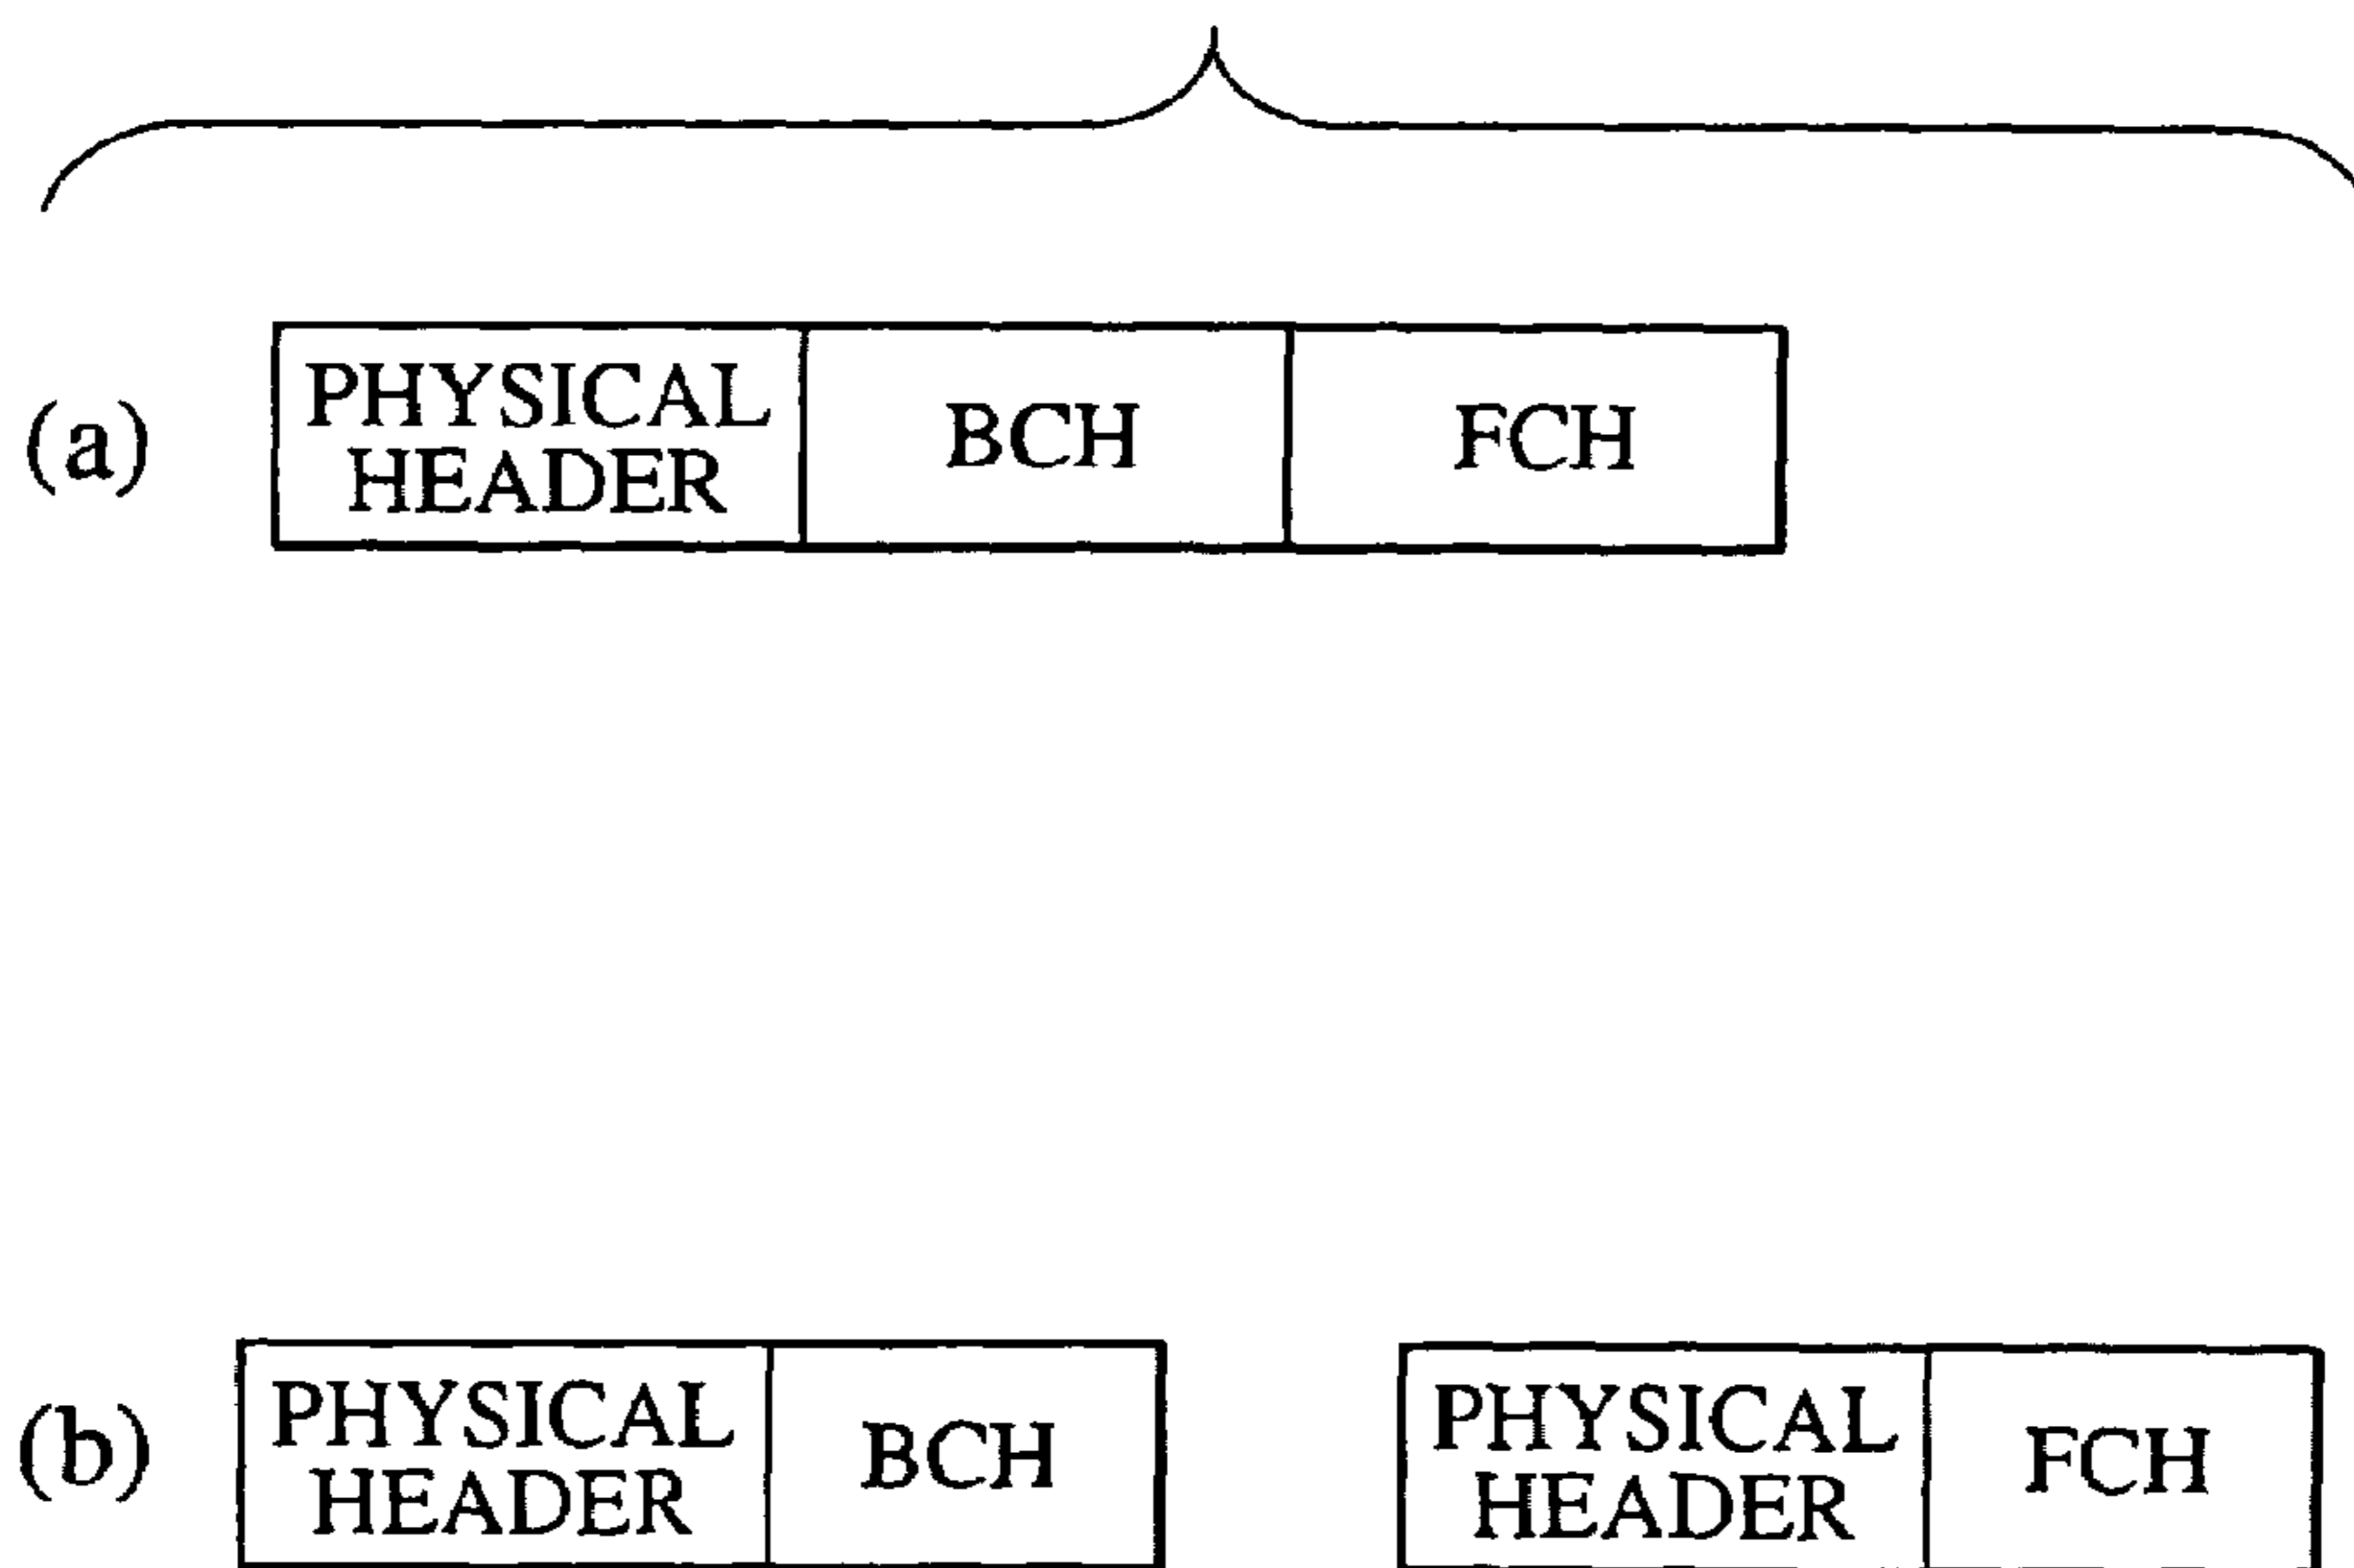 (a)
PHYSICAL
HEADER
BCH
FCH
(b)
PHYSICAL
HEADER
BCH
PHYSICAL
HEADER
FCH